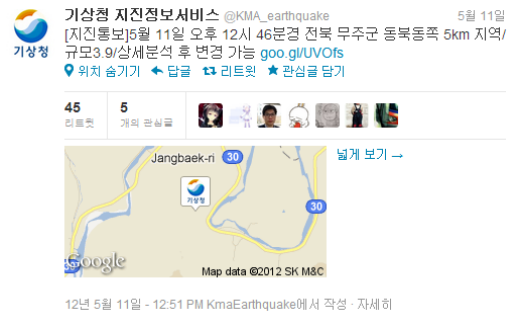 기상청 지진정보서비스 @KMA_earthquake 5월 11일
[지진통보]5월 11일 오후 12시 46분경 전북 무주군 동북동쪽 5km 지역/
규모3.9/상세분석 후 변경 가능 goo.gl/UVOfs
위치 숨기기 답글 리트윗 관심글 담기
기상청
45 5
리트윗 개의 관심글
Jangbaek-ri 30 넓게 보기 →
기상청
30
Google
Map data ©2012 SK M&C
12년 5월 11일 - 12:51 PM KmaEarthquake에서 작성 · 자세히